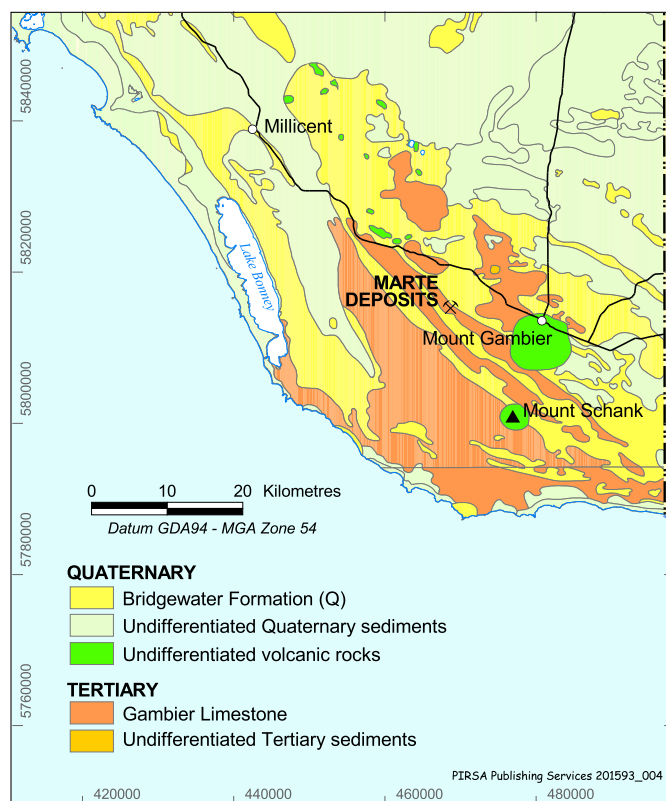 5840000
Millicent
5820000
Lake Bonney
MARTE
DEPOSITS
Mount Gambier
5800000
Mount Schank
0 10 20 Kilometres
Datum GDA94 - MGA Zone 54
5780000
QUATERNARY
Bridgewater Formation (Q)
Undifferentiated Quaternary sediments
Undifferentiated volcanic rocks
5760000
TERTIARY
Gambier Limestone
Undifferentiated Tertiary sediments
PIRSA Publishing Services 201593_004
420000 440000 460000 480000